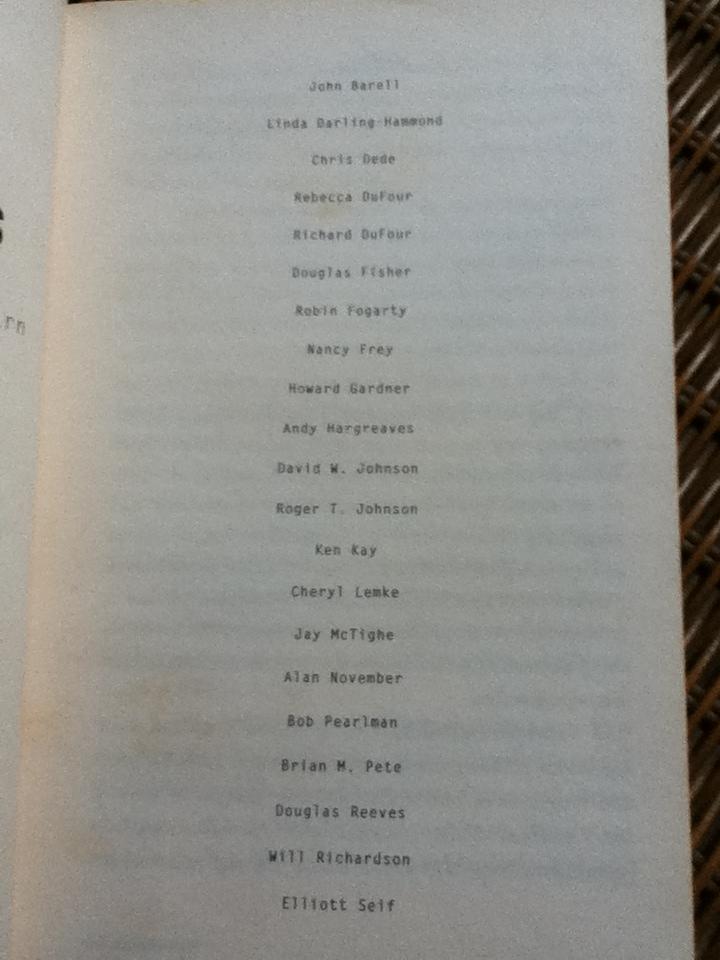 John Barell
Linda Darling-Hammond
Chris Dede
Rebecca DuFour
Richard DuFour
Douglas Fisher
Robin Fogarty
Nancy Frey
Howard Gardner
Andy Hargreaves
David W. Johnson
Roger T. Johnson
Ken Kay
Cheryl Lemke
Jay McTighe
Alan November
Bob Pearlman
Brian M. Pete
Douglas Reeves
Will Richardson
Elliott Seif